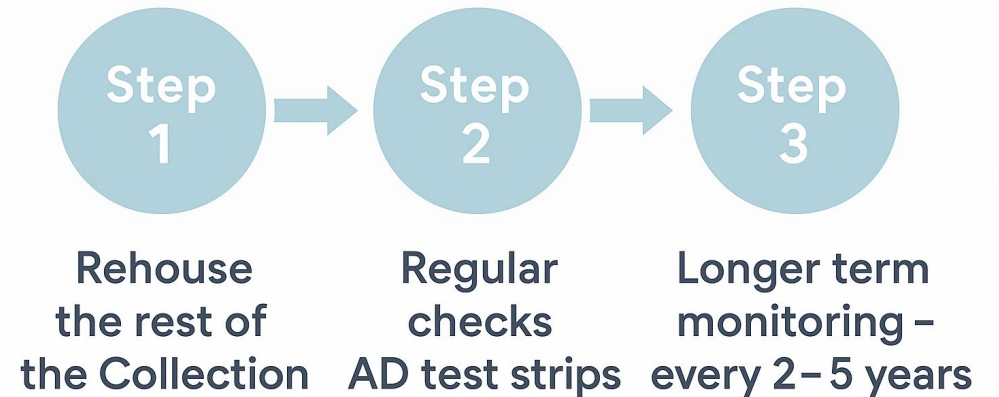 Step
1
Step
2
Step
3
Rehouse
the rest of
the Collection
Regular
checks
AD test strips
Longer term
monitoring –
every 2–5 years